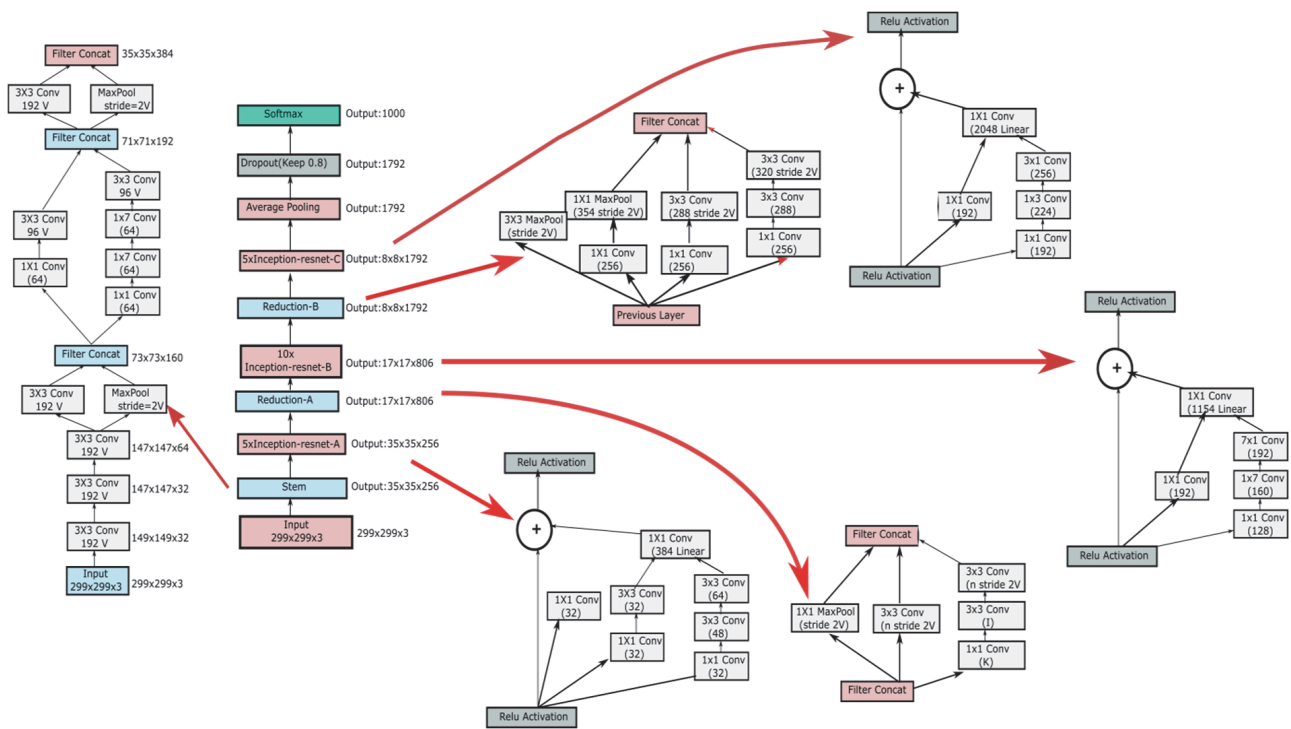 Filter Concat 35x35x384
3X3 Conv
192 V
MaxPool
stride=2V
Filter Concat 71x71x192
3x3 Conv
96 V
3X3 Conv
96 V
1x7 Conv
(64)
1X1 Conv
(64)
1x7 Conv
(64)
1x1 Conv
(64)
Filter Concat 73x73x160
3X3 Conv
192 V
MaxPool
stride=2V
3X3 Conv
192 V
147x147x64
3X3 Conv
192 V
147x147x32
3X3 Conv
192 V
149x149x32
Input
299x299x3
299x299x3
Softmax Output:1000
Dropout(Keep 0.8) Output:1792
Average Pooling Output:1792
5xInception-resnet-C Output:8x8x1792
Reduction-B Output:8x8x1792
10x
Inception-resnet-B
Output:17x17x806
Reduction-A Output:17x17x806
5xInception-resnet-A Output:35x35x256
Stem Output:35x35x256
Input
299x299x3
299x299x3
Filter Concat
3x3 Conv
(320 stride 2V
1X1 MaxPool
(354 stride 2V)
3x3 Conv
(288 stride 2V
3x3 Conv
(288)
3X3 MaxPool
(stride 2V)
1X1 Conv
(256)
1x1 Conv
(256)
1x1 Conv
(256)
Previous Layer
Relu Activation
+
1X1 Conv
(2048 Linear
3x1 Conv
(256)
1X1 Conv
(192)
1x3 Conv
(224)
1x1 Conv
(192)
Relu Activation
Relu Activation
+
1X1 Conv
(1154 Linear
7x1 Conv
(192)
1X1 Conv
(192)
1x7 Conv
(160)
1x1 Conv
(128)
Relu Activation
Relu Activation
+
1X1 Conv
(384 Linear
1X1 Conv
(32)
3X3 Conv
(32)
3x3 Conv
(64)
1X1 Conv
(32)
3x3 Conv
(48)
1x1 Conv
(32)
Relu Activation
Filter Concat
3x3 Conv
(n stride 2V
1X1 MaxPool
(stride 2V)
3x3 Conv
(n stride 2V
3x3 Conv
(I)
1x1 Conv
(K)
Filter Concat